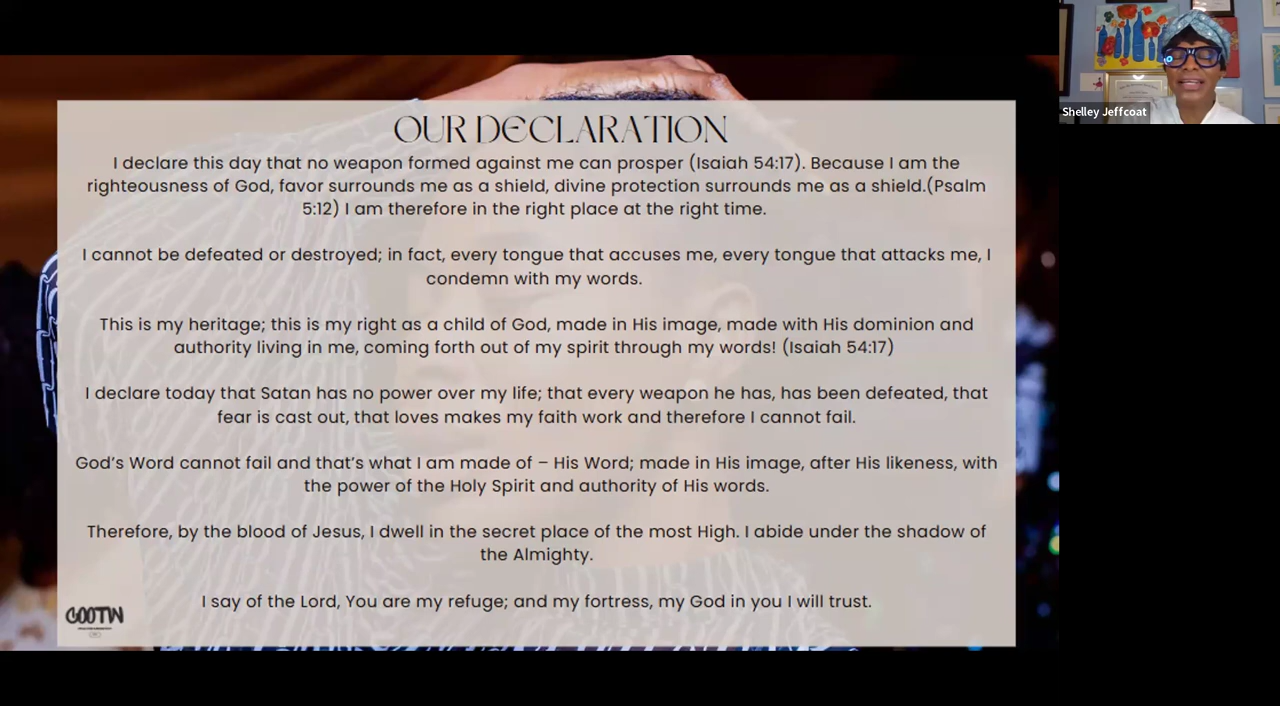 OUR DECLARATION
I declare this day that no weapon formed against me can prosper (Isaiah 54:17). Because I am the
righteousness of God, favor surrounds me as a shield, divine protection surrounds me as a shield.(Psalm
5:12) I am therefore in the right place at the right time.
I cannot be defeated or destroyed; in fact, every tongue that accuses me, every tongue that attacks me, I
condemn with my words.
This is my heritage; this is my right as a child of God, made in His image, made with His dominion and
authority living in me, coming forth out of my spirit through my words! (Isaiah 54:17)
I declare today that Satan has no power over my life; that every weapon he has, has been defeated, that
fear is cast out, that loves makes my faith work and therefore I cannot fail.
God's Word cannot fail and that's what I am made of – His Word; made in His image, after His likeness, with
the power of the Holy Spirit and authority of His words.
Therefore, by the blood of Jesus, I dwell in the secret place of the most High. I abide under the shadow of
the Almighty.
I say of the Lord, You are my refuge; and my fortress, my God in you I will trust.
GOOTW
Shelley Jeffcoat